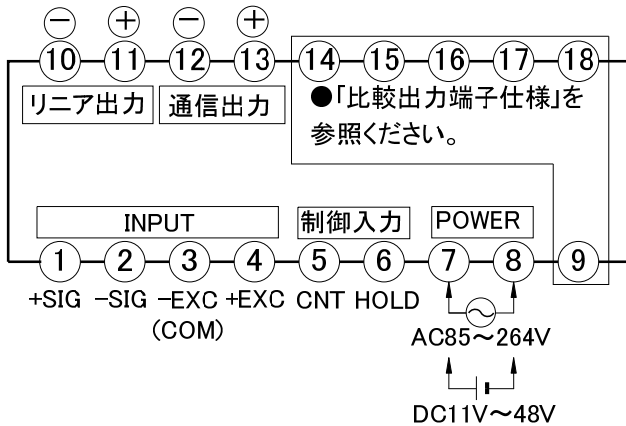 − + − +
10 11 12 13 14 15 16 17 18
リニア出力 通信出力
●「比較出力端子仕様」を
参照ください。
INPUT 制御入力 POWER
1 2 3 4 5 6 7 8 9
+SIG −SIG −EXC +EXC CNT HOLD
(COM)
AC85～264V
DC11V～48V